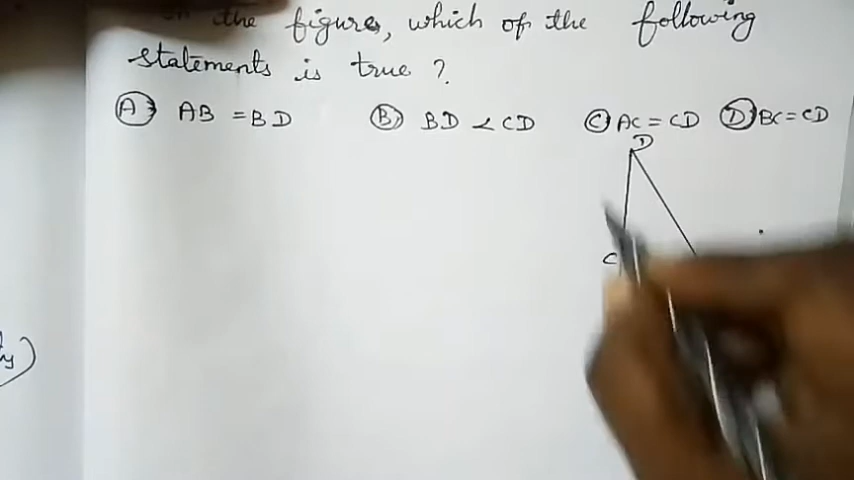 the figure, which of the following
statements is true ?
(A) AB = BD (B) BD < CD (C) AC = CD (D) BC = CD
D
C